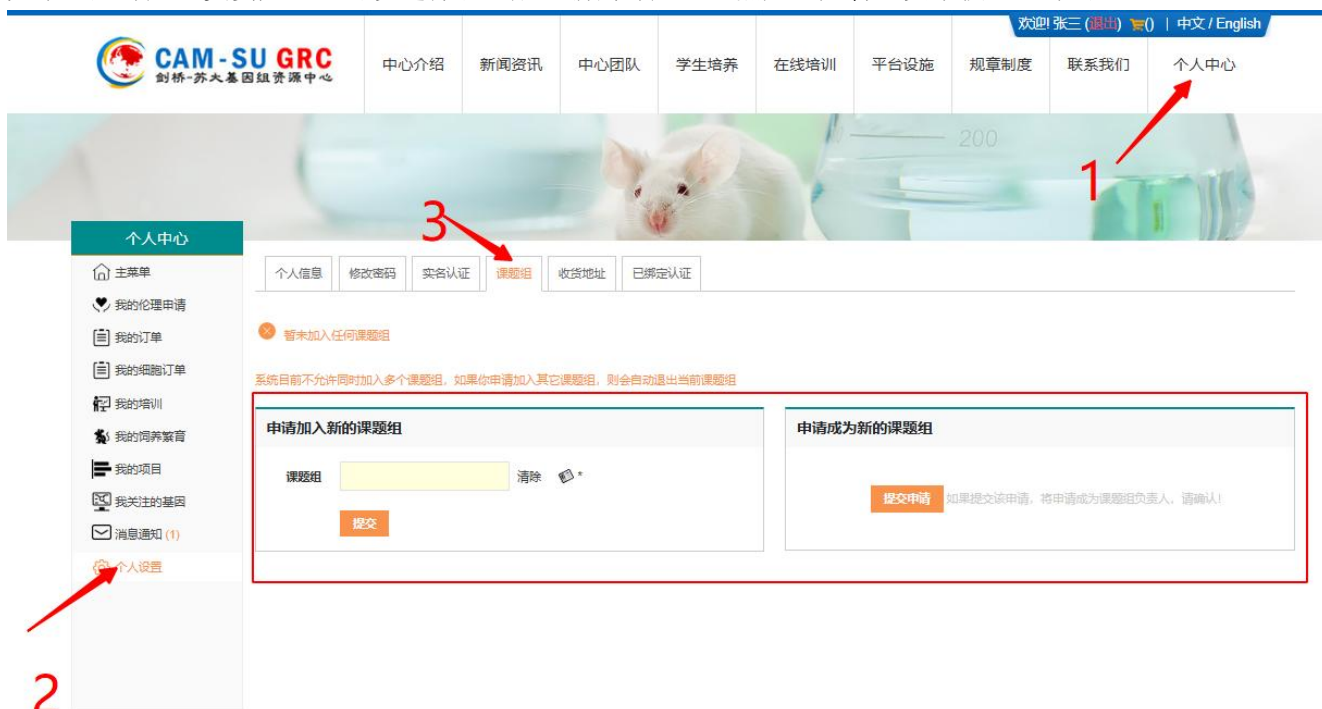 欢迎! 张三 (退出) () | 中文 / English
CAM-SU GRC
剑桥-苏大基因组资源中心
中心介绍 新闻资讯 中心团队 学生培养 在线培训 平台设施 规章制度 联系我们 个人中心
200
1
3
个人中心
主菜单
我的伦理申请
我的订单
我的细胞订单
我的培训
我的饲养繁育
我的项目
我关注的基因
消息通知 (1)
个人设置
2
个人信息 修改密码 实名认证 课题组 收货地址 已绑定认证
暂未加入任何课题组
系统目前不允许同时加入多个课题组，如果你申请加入其它课题组，则会自动退出当前课题组
申请加入新的课题组
课题组 清除 *
提交
申请成为新的课题组
提交申请 如果提交该申请，将申请成为课题组负责人，请确认!